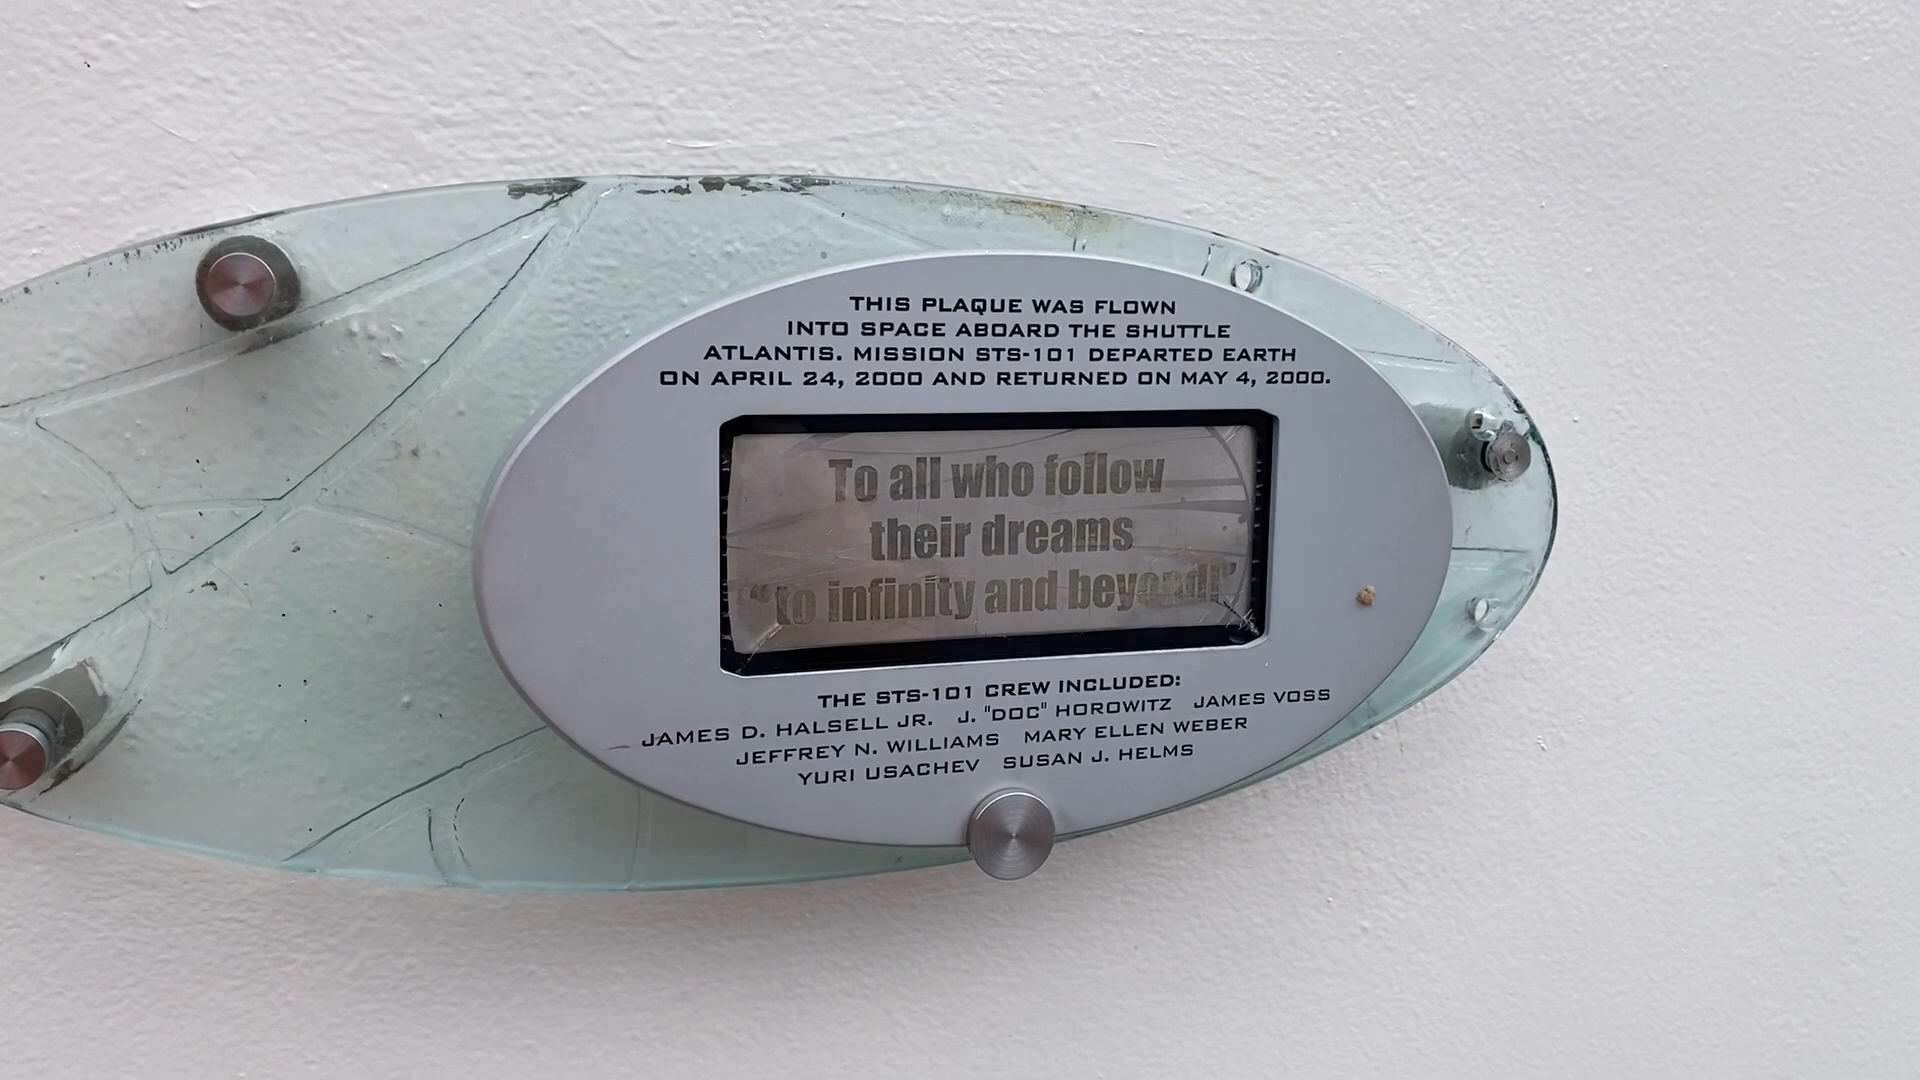 THIS PLAQUE WAS FLOWN
INTO SPACE ABOARD THE SHUTTLE
ATLANTIS. MISSION STS-101 DEPARTED EARTH
ON APRIL 24, 2000 AND RETURNED ON MAY 4, 2000.
To all who follow
their dreams
"to infinity and beyond!"
THE STS-101 CREW INCLUDED:
JAMES D. HALSELL JR. J. "DOC" HOROWITZ JAMES VOSS
JEFFREY N. WILLIAMS MARY ELLEN WEBER
YURI USACHEV SUSAN J. HELMS